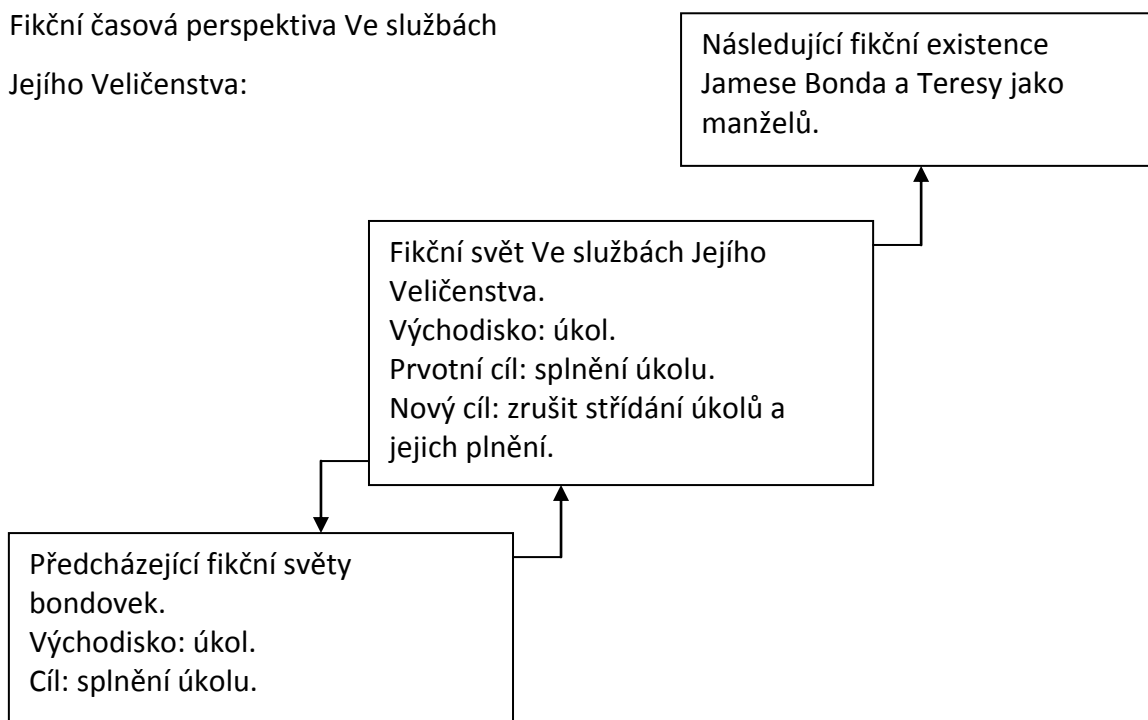 Fikční časová perspektiva Ve službách
Jejího Veličenstva:
Následující fikční existence
Jamese Bonda a Teresy jako
manželů.
Fikční svět Ve službách Jejího
Veličenstva.
Východisko: úkol.
Prvotní cíl: splnění úkolu.
Nový cíl: zrušit střídání úkolů a
jejich plnění.
Předcházející fikční světy
bondovek.
Východisko: úkol.
Cíl: splnění úkolu.